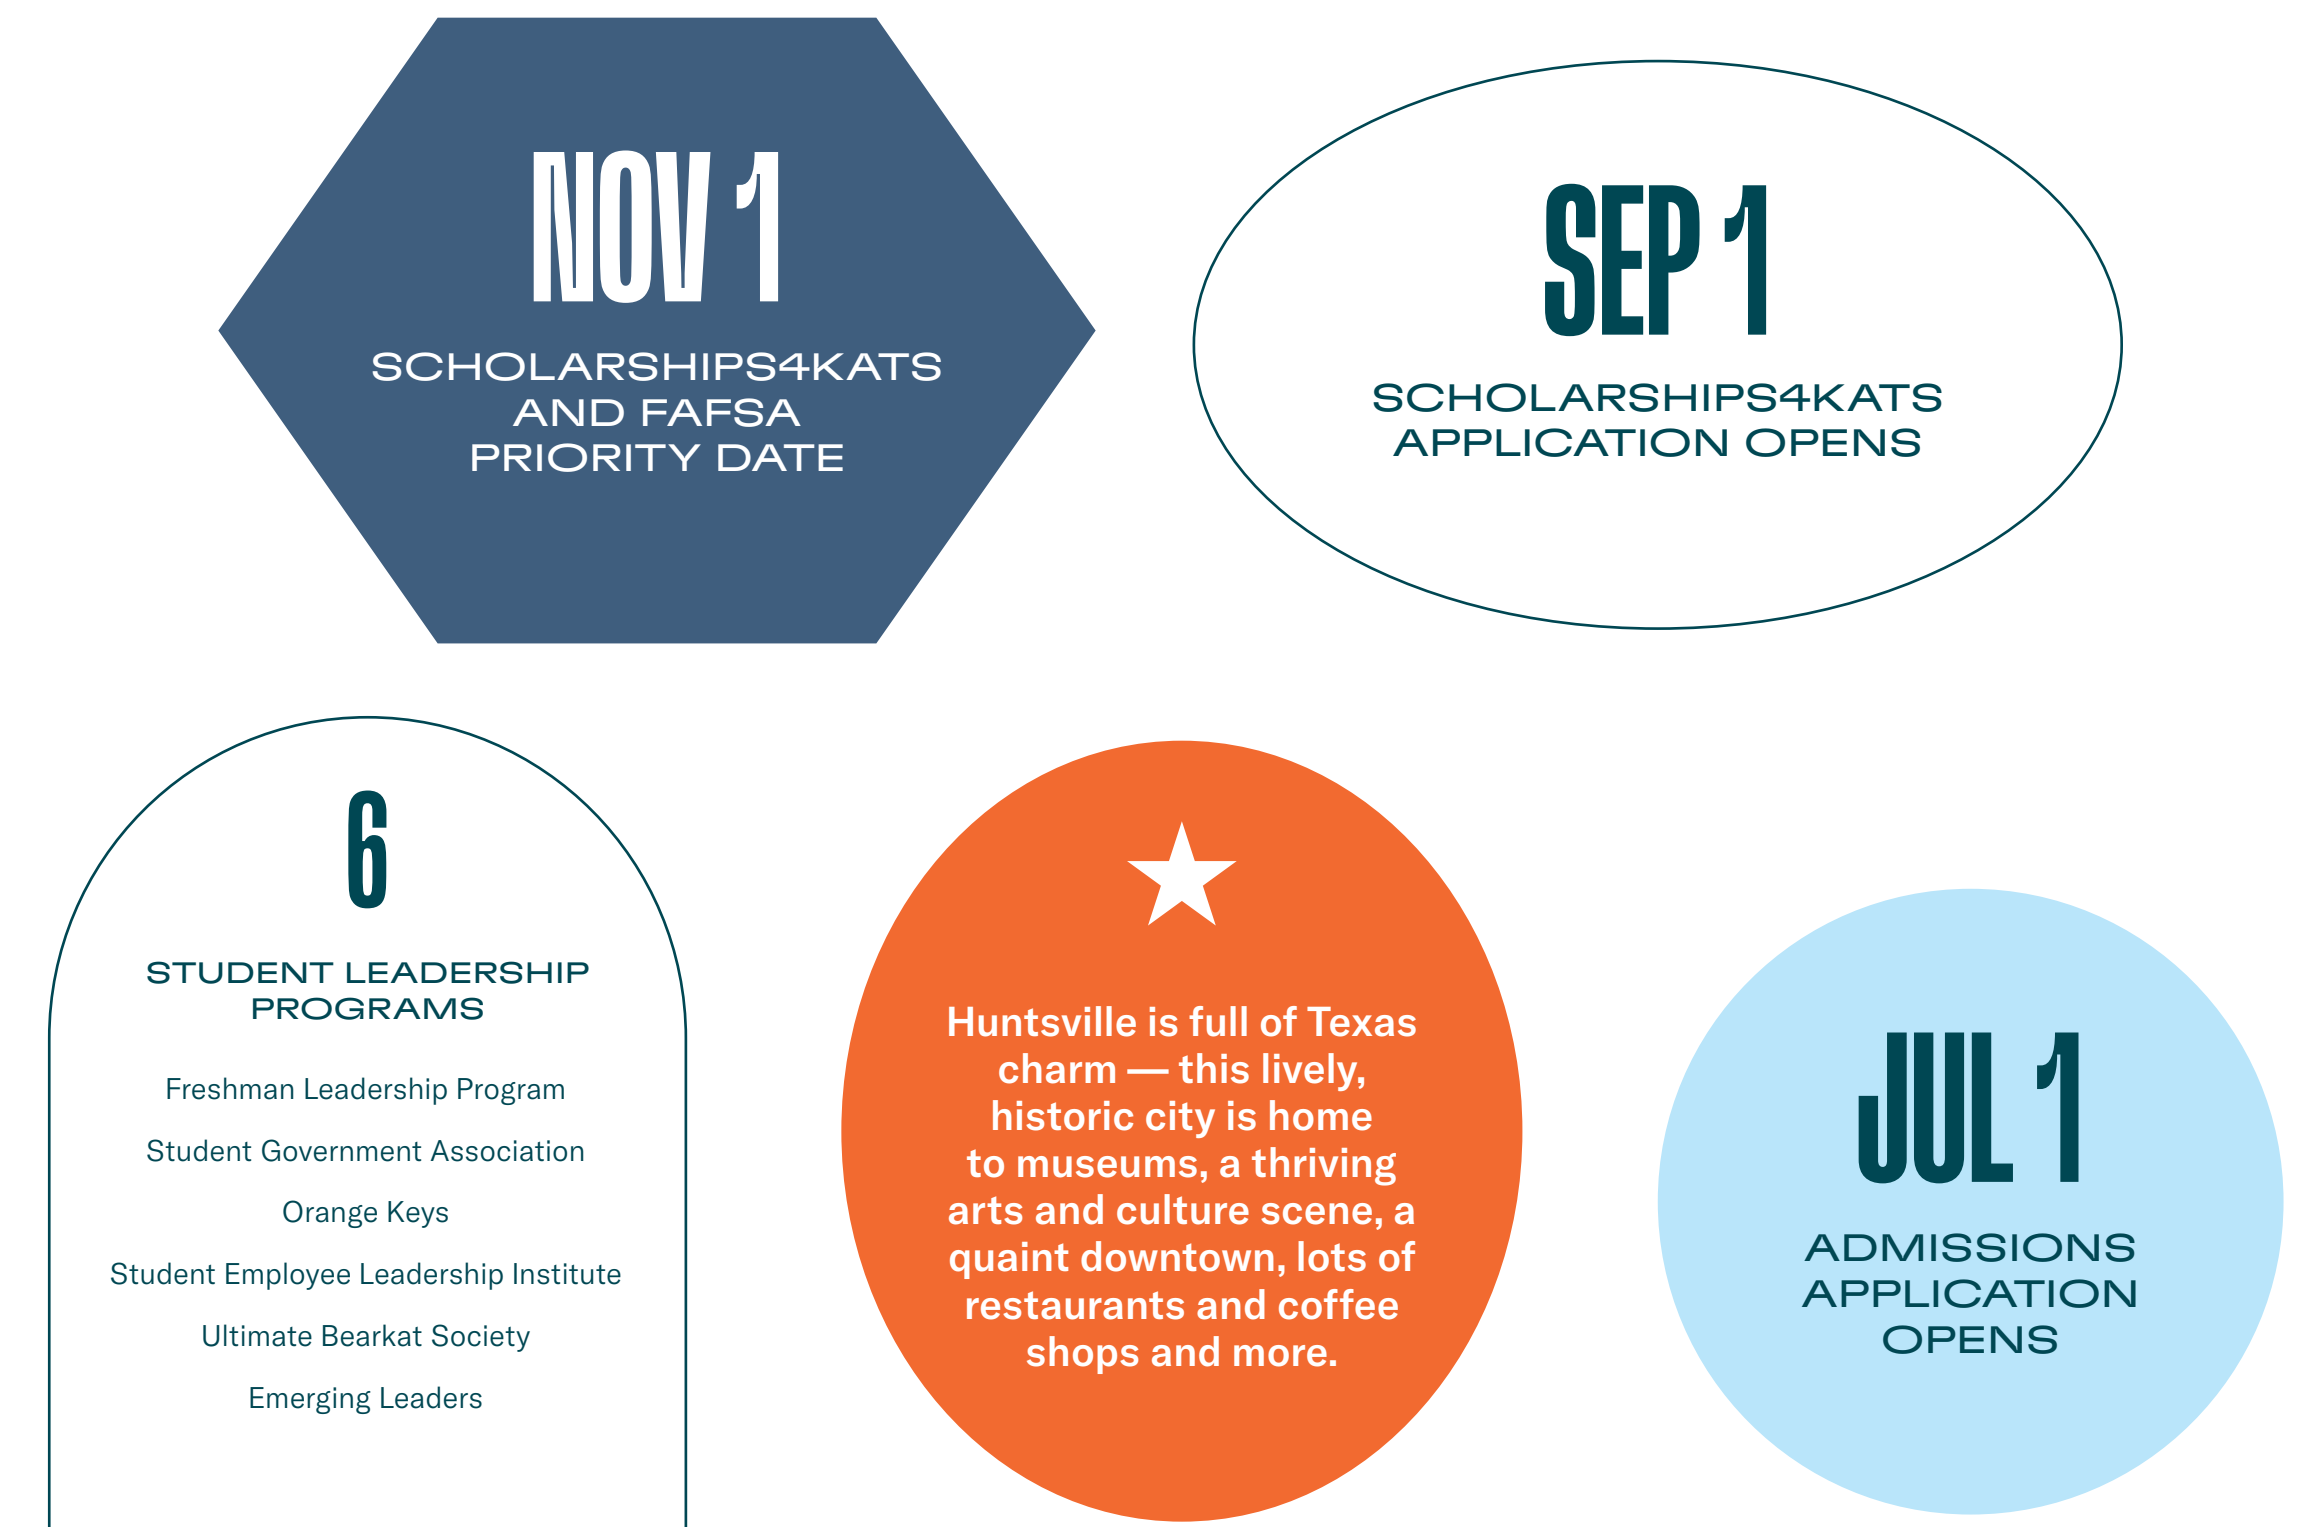 NOV 1
SCHOLARSHIPS4KATS
AND FAFSA
PRIORITY DATE
SEP 1
SCHOLARSHIPS4KATS
APPLICATION OPENS
6
STUDENT LEADERSHIP
PROGRAMS
Freshman Leadership Program
Student Government Association
Orange Keys
Student Employee Leadership Institute
Ultimate Bearkat Society
Emerging Leaders
Huntsville is full of Texas
charm — this lively,
historic city is home
to museums, a thriving
arts and culture scene, a
quaint downtown, lots of
restaurants and coffee
shops and more.
JUL 1
ADMISSIONS
APPLICATION
OPENS